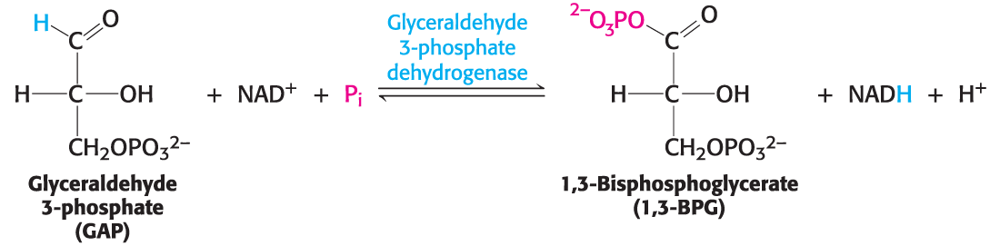 H O
C
H—C—OH + NAD⁺ + Pᵢ
CH₂OPO₃²⁻
Glyceraldehyde
3-phosphate
(GAP)
Glyceraldehyde
3-phosphate
dehydrogenase
²⁻O₃PO O
C
H—C—OH + NADH + H⁺
CH₂OPO₃²⁻
1,3-Bisphosphoglycerate
(1,3-BPG)